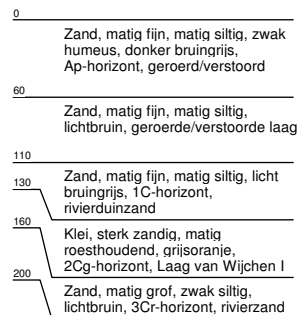 0
Zand, matig fijn, matig siltig, zwak
humeus, donker bruingrijs,
Ap-horizont, geroerd/verstoord
60
Zand, matig fijn, matig siltig,
lichtbruin, geroerde/verstoorde laag
110
Zand, matig fijn, matig siltig, licht
bruingrijs, 1C-horizont,
rivierduinzand
130
Klei, sterk zandig, matig
roesthoudend, grijsoranje,
2Cg-horizont, Laag van Wijchen I
160
Zand, matig grof, zwak siltig,
lichtbruin, 3Cr-horizont, rivierzand
200